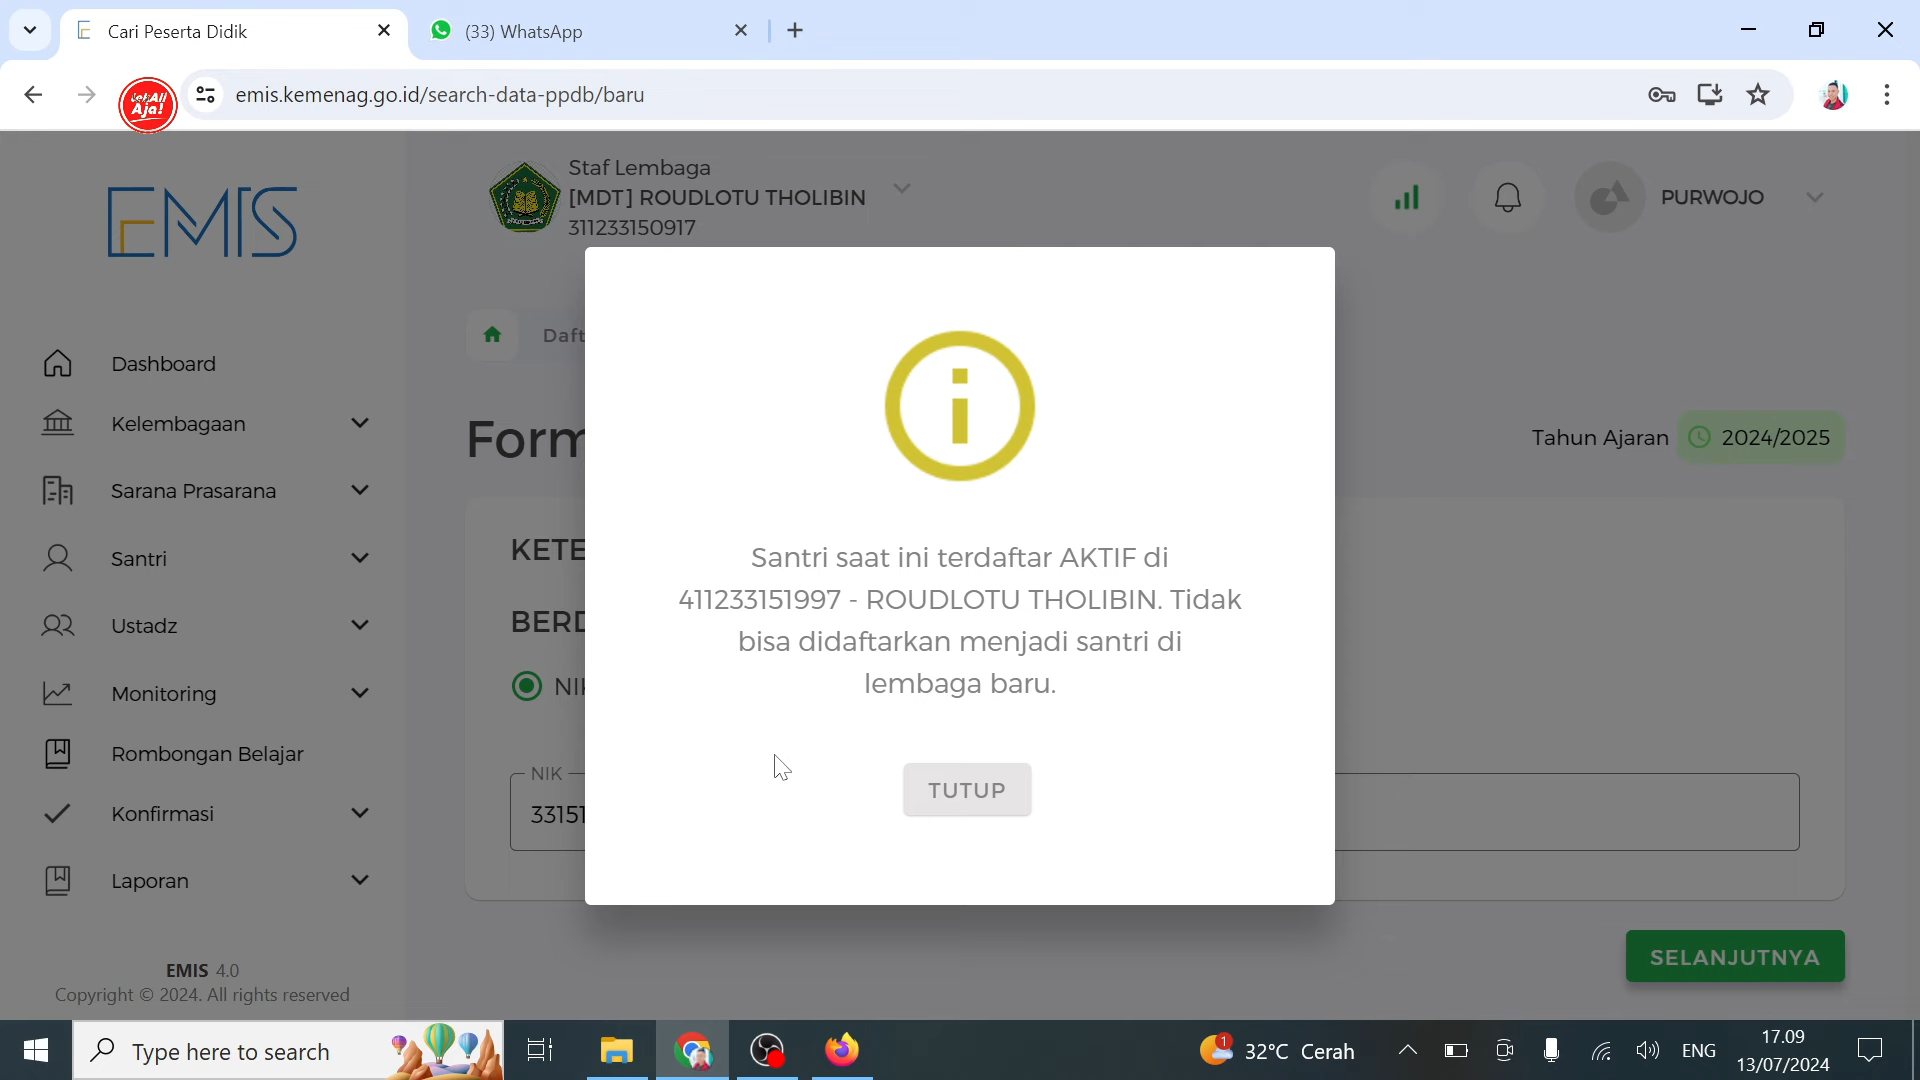 Cari Peserta Didik
(33) WhatsApp
emis.kemenag.go.id/search-data-ppdb/baru
Aja!
EMIS
Staf Lembaga
[MDT] ROUDLOTU THOLIBIN
311233150917
PURWOJO
Dashboard
Kelembagaan
Sarana Prasarana
Santri
Ustadz
Monitoring
Rombongan Belajar
Konfirmasi
Laporan
EMIS 4.0
Copyright © 2024. All rights reserved
Daft
Form
Tahun Ajaran 2024/2025
KETE
BERD
NIK
NIK
33151
Santri saat ini terdaftar AKTIF di
411233151997 - ROUDLOTU THOLIBIN. Tidak
bisa didaftarkan menjadi santri di
lembaga baru.
TUTUP
SELANJUTNYA
Type here to search
1
32°C Cerah
ENG
17.09
13/07/2024